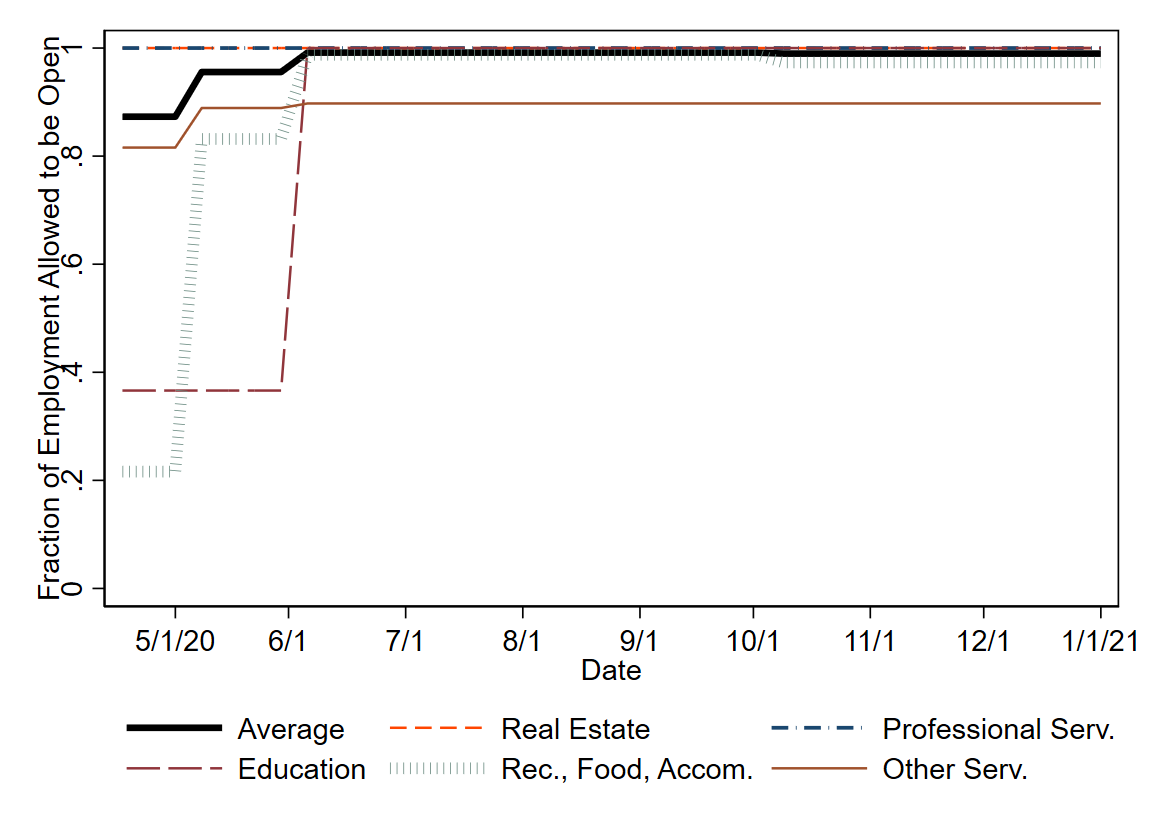 Fraction of Employment Allowed to be Open
1
.8
.6
.4
.2
0
5/1/20 6/1 7/1 8/1 9/1 10/1 11/1 12/1 1/1/21
Date
Average Real Estate Professional Serv.
Education Rec., Food, Accom. Other Serv.